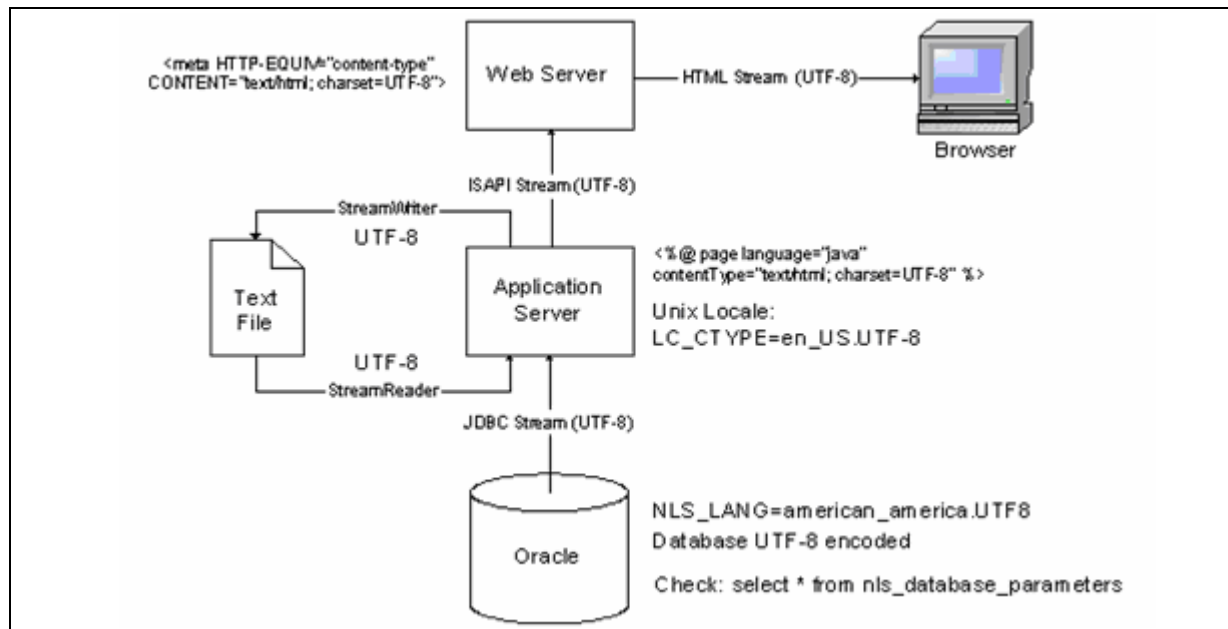 <meta HTTP-EQUIV="content-type"
CONTENT="text/html; charset=UTF-8">
Web Server
HTML Stream (UTF-8)
Browser
ISAPI Stream (UTF-8)
StreamWriter
UTF-8
Text
File
UTF-8
StreamReader
Application
Server
<%@ page language="java"
contentType="text/html; charset=UTF-8" %>
Unix Locale:
LC_CTYPE=en_US.UTF-8
JDBC Stream (UTF-8)
Oracle
NLS_LANG=american_america.UTF8
Database UTF-8 encoded
Check: select * from nls_database_parameters